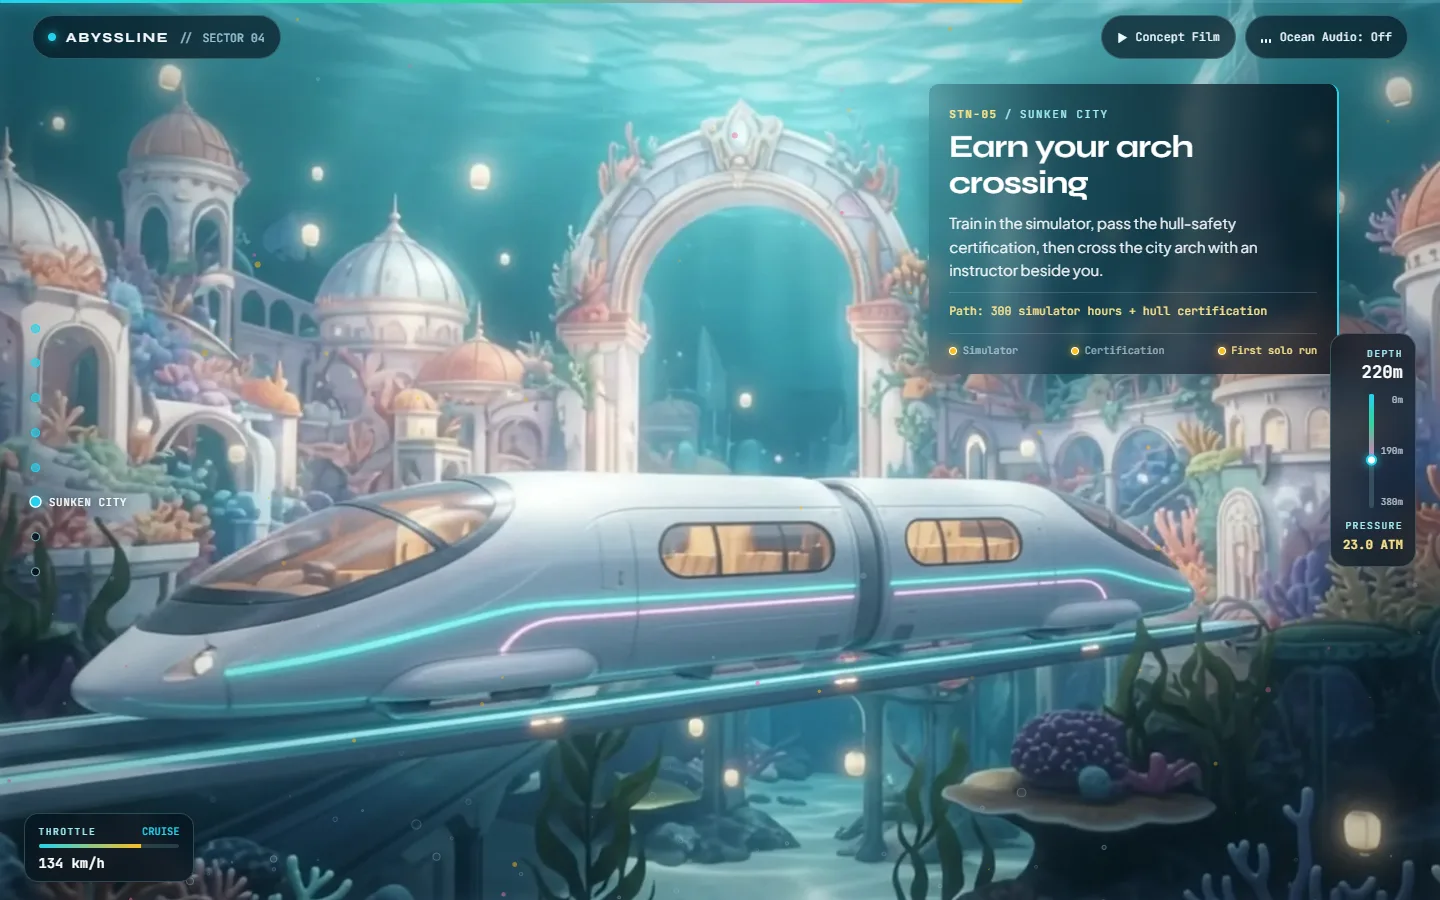 ABYSSLINE // SECTOR 04
Concept Film
Ocean Audio: Off
STN-05 / SUNKEN CITY
Earn your arch
crossing
Train in the simulator, pass the hull-safety
certification, then cross the city arch with an
instructor beside you.
Path: 300 simulator hours + hull certification
Simulator
Certification
First solo run
DEPTH
220m
0m
190m
380m
PRESSURE
23.0 ATM
SUNKEN CITY
THROTTLE CRUISE
134 km/h